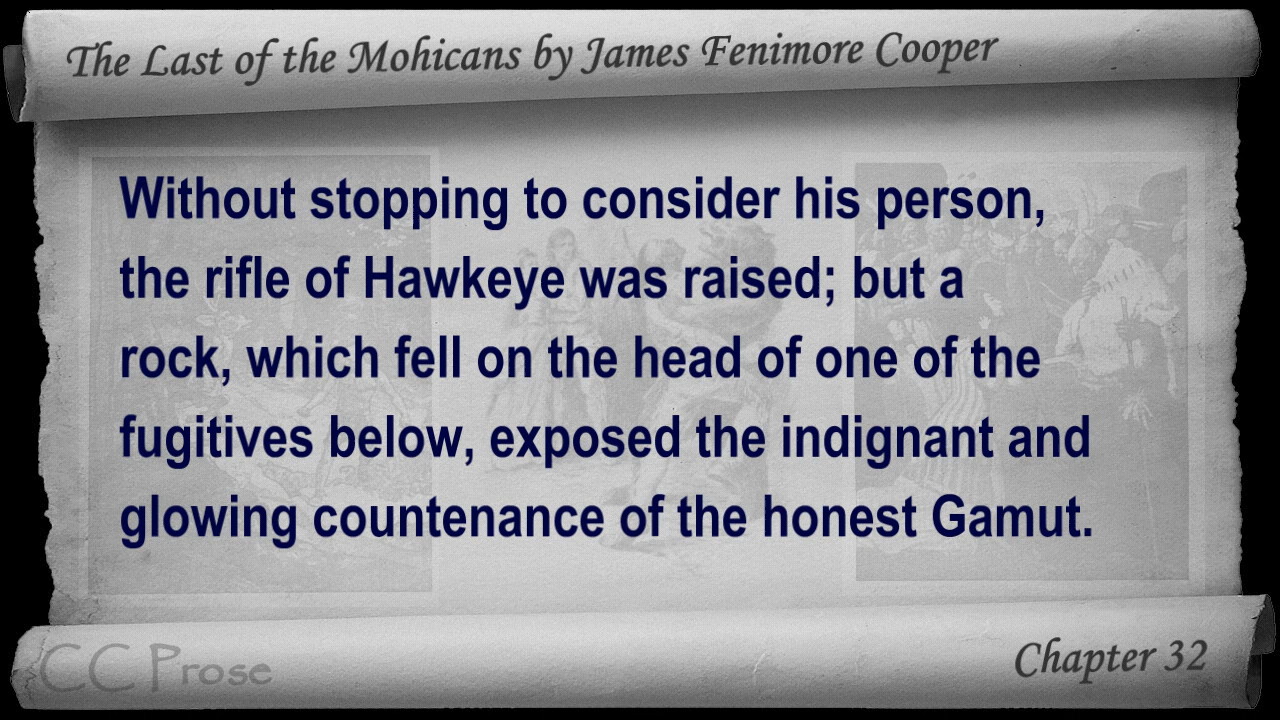 The Last of the Mohicans by James Fenimore Cooper
Without stopping to consider his person,
the rifle of Hawkeye was raised; but a
rock, which fell on the head of one of the
fugitives below, exposed the indignant and
glowing countenance of the honest Gamut.
CC Prose
Chapter 32